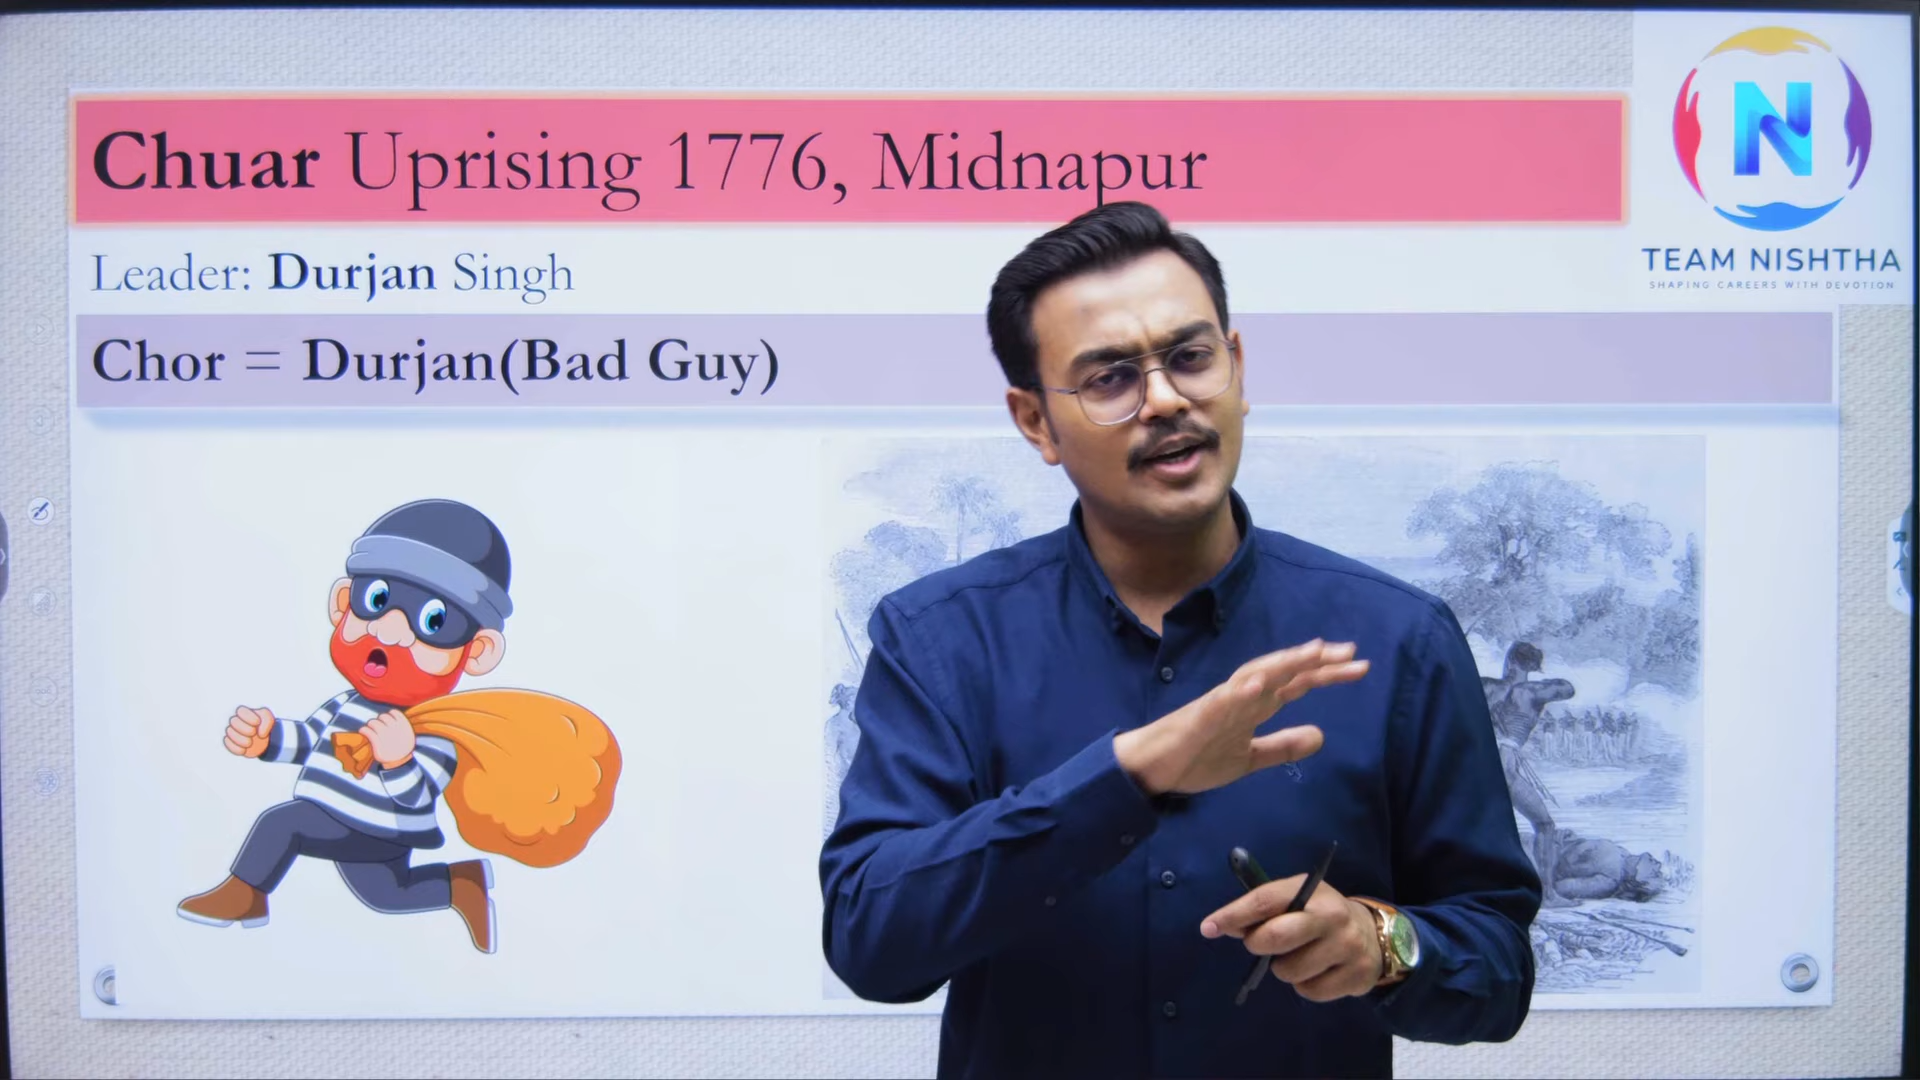 Chuar Uprising 1776, Midnapur
Leader: Durjan Singh
Chor = Durjan(Bad Guy)
N
TEAM NISHTHA
SHAPING CAREERS WITH DEVOTION